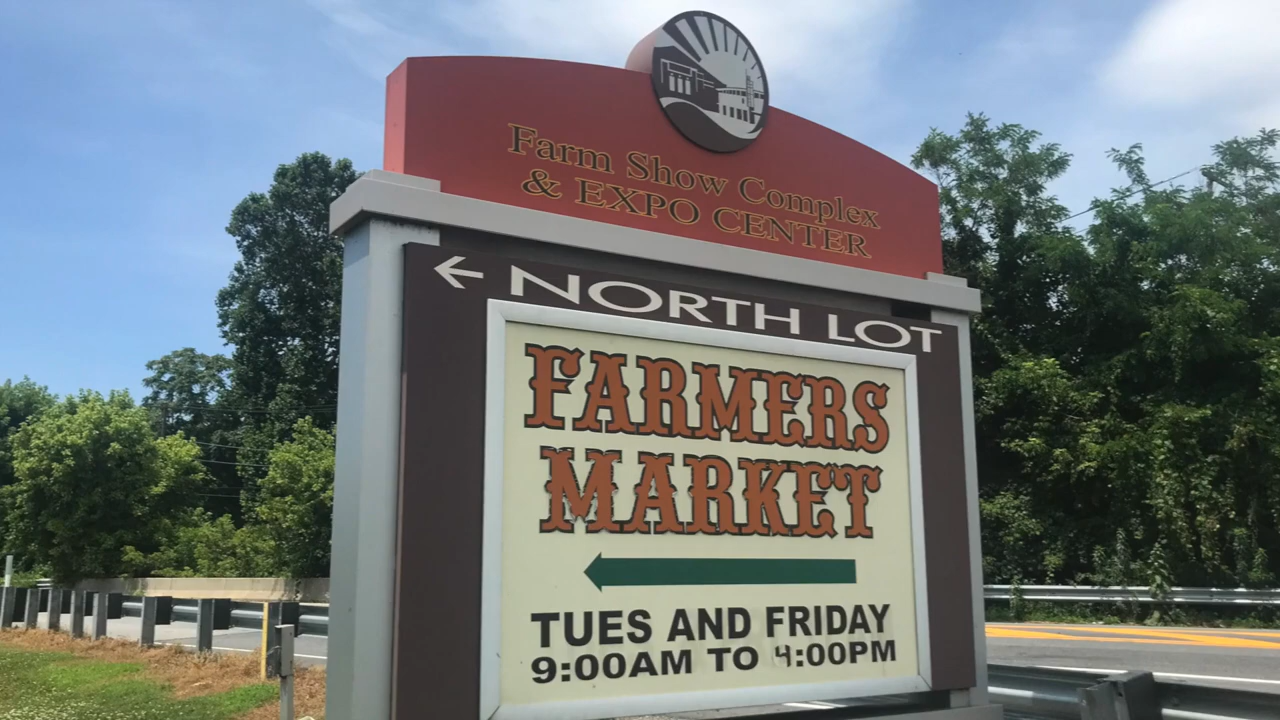 Farm Show Complex
& EXPO CENTER
← NORTH LOT
FARMERS
MARKET
TUES AND FRIDAY
9:00AM TO 4:00PM